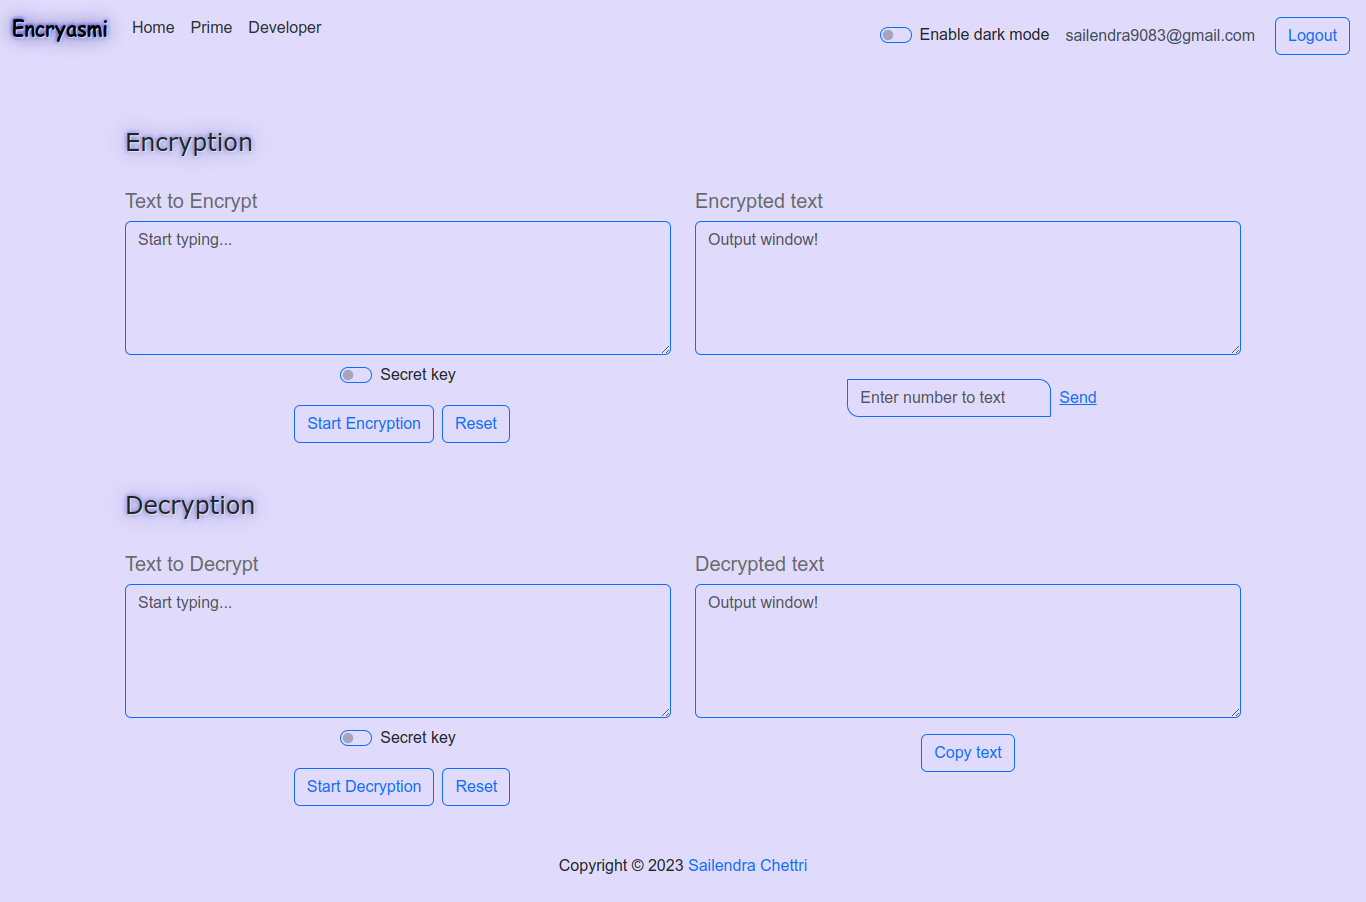 Encryasmi Home Prime Developer Enable dark mode sailendra9083@gmail.com Logout
Encryption
Text to Encrypt Encrypted text
Start typing... Output window!
Secret key
Enter number to text Send
Start Encryption Reset
Decryption
Text to Decrypt Decrypted text
Start typing... Output window!
Secret key
Copy text
Start Decryption Reset
Copyright © 2023 Sailendra Chettri